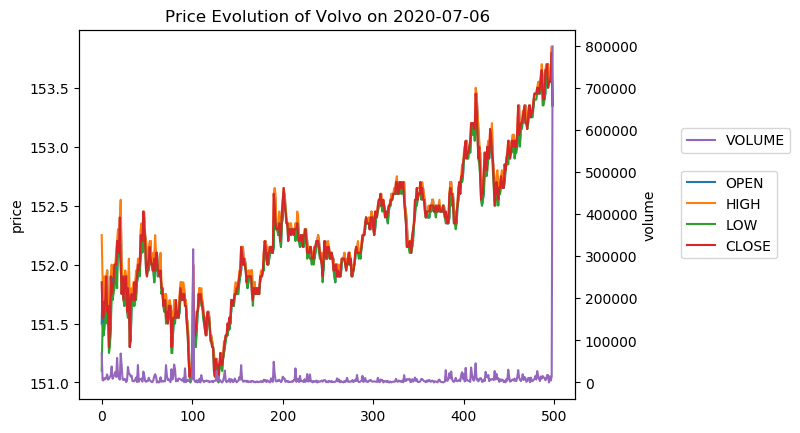 Price Evolution of Volvo on 2020-07-06
153.5
153.0
152.5
152.0
151.5
151.0
price
0
100
200
300
400
500
800000
700000
600000
500000
400000
300000
200000
100000
0
volume
VOLUME
OPEN
HIGH
LOW
CLOSE